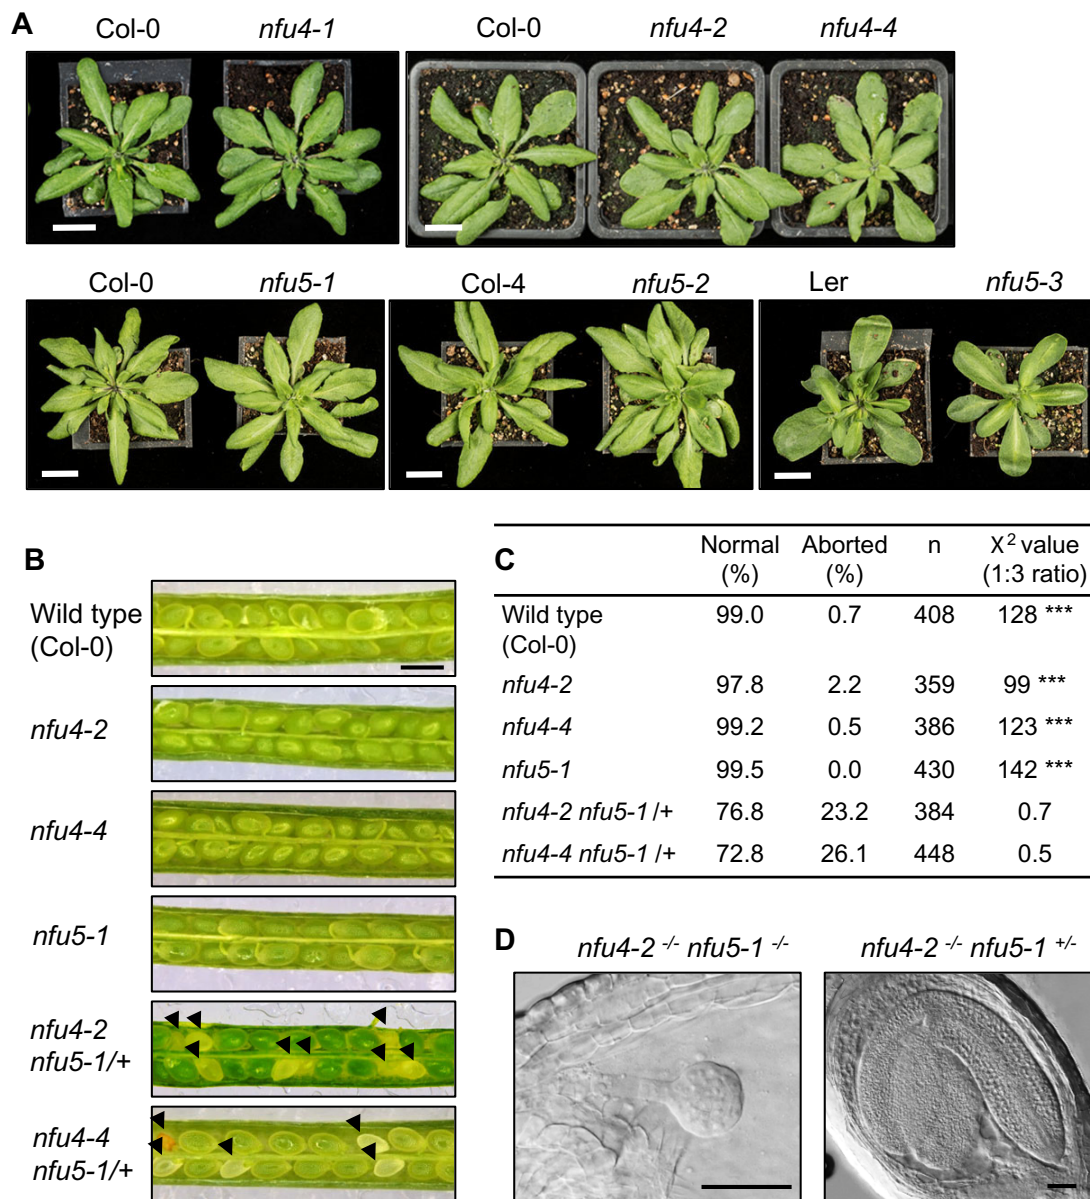 A
Col-0 nfu4-1 Col-0 nfu4-2 nfu4-4
Col-0 nfu5-1 Col-4 nfu5-2 Ler nfu5-3
B
Wild type
(Col-0)
nfu4-2
nfu4-4
nfu5-1
nfu4-2
nfu5-1/+
nfu4-4
nfu5-1/+
C Normal Aborted n X² value
(%) (%) (1:3 ratio)
Wild type 99.0 0.7 408 128 ***
(Col-0)
nfu4-2 97.8 2.2 359 99 ***
nfu4-4 99.2 0.5 386 123 ***
nfu5-1 99.5 0.0 430 142 ***
nfu4-2 nfu5-1 /+ 76.8 23.2 384 0.7
nfu4-4 nfu5-1 /+ 72.8 26.1 448 0.5
D
nfu4-2 -/- nfu5-1 -/- nfu4-2 -/- nfu5-1 +/-